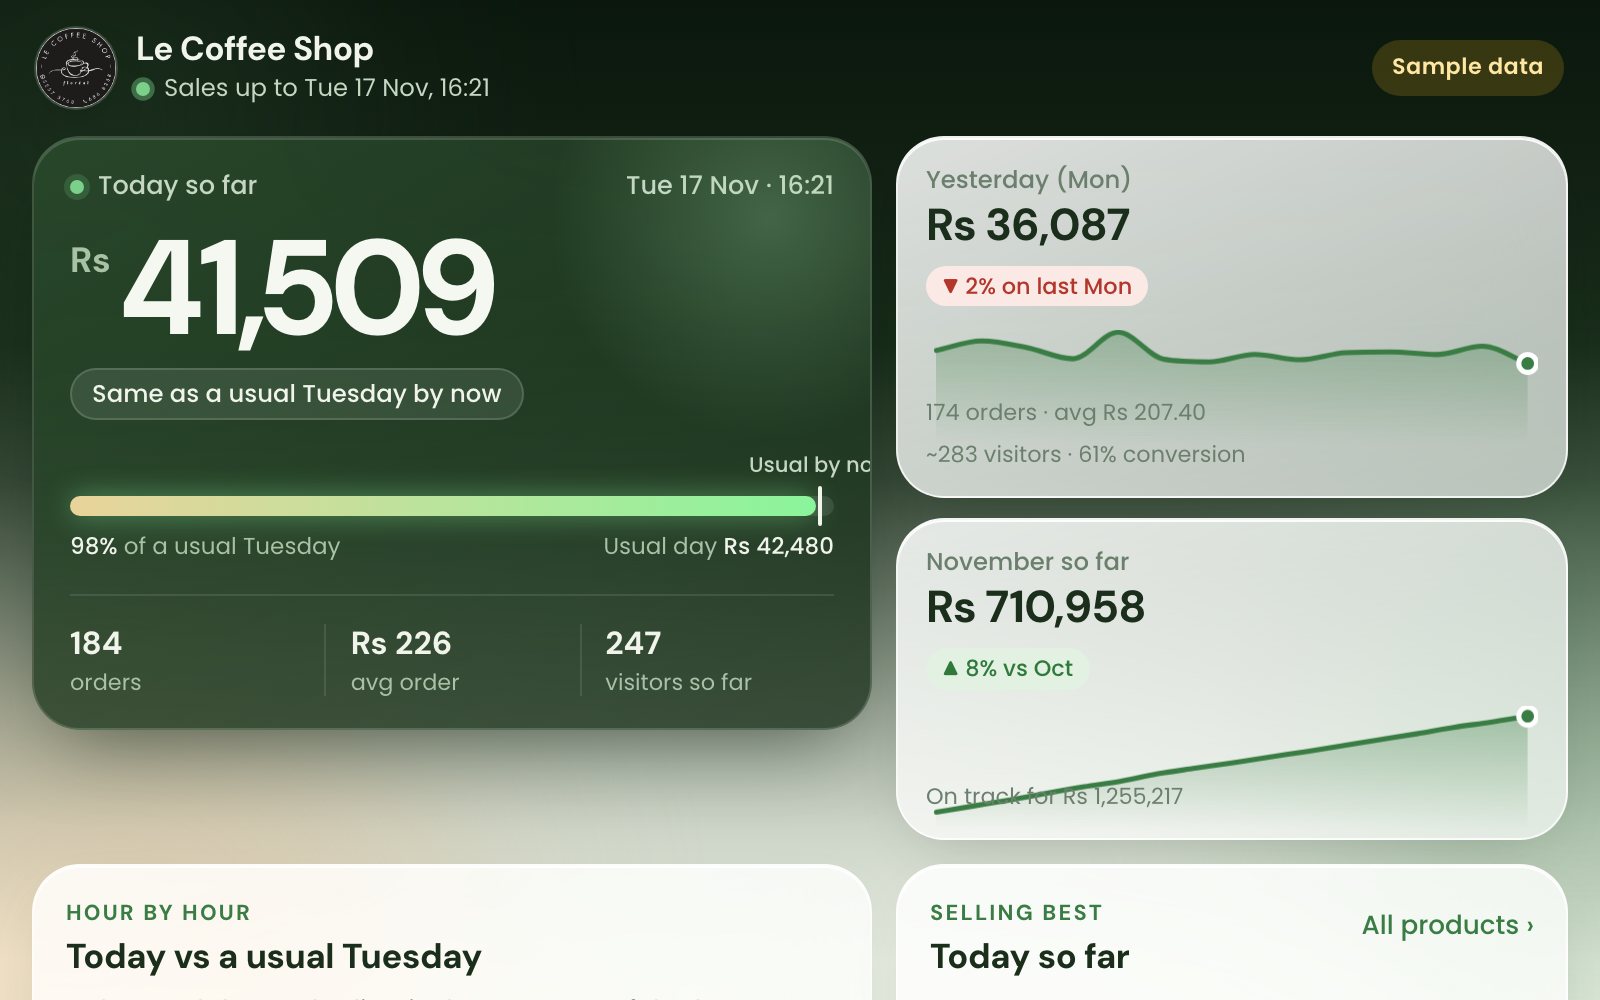 LE COFFEE SHOP
floréal
Le Coffee Shop
Sales up to Tue 17 Nov, 16:21
Sample data
Today so far
Tue 17 Nov · 16:21
Rs 41,509
Same as a usual Tuesday by now
Usual by no
98% of a usual Tuesday
Usual day Rs 42,480
184
orders
Rs 226
avg order
247
visitors so far
Yesterday (Mon)
Rs 36,087
▼ 2% on last Mon
174 orders · avg Rs 207.40
~283 visitors · 61% conversion
November so far
Rs 710,958
▲ 8% vs Oct
On track for Rs 1,255,217
HOUR BY HOUR
Today vs a usual Tuesday
SELLING BEST
Today so far
All products ›